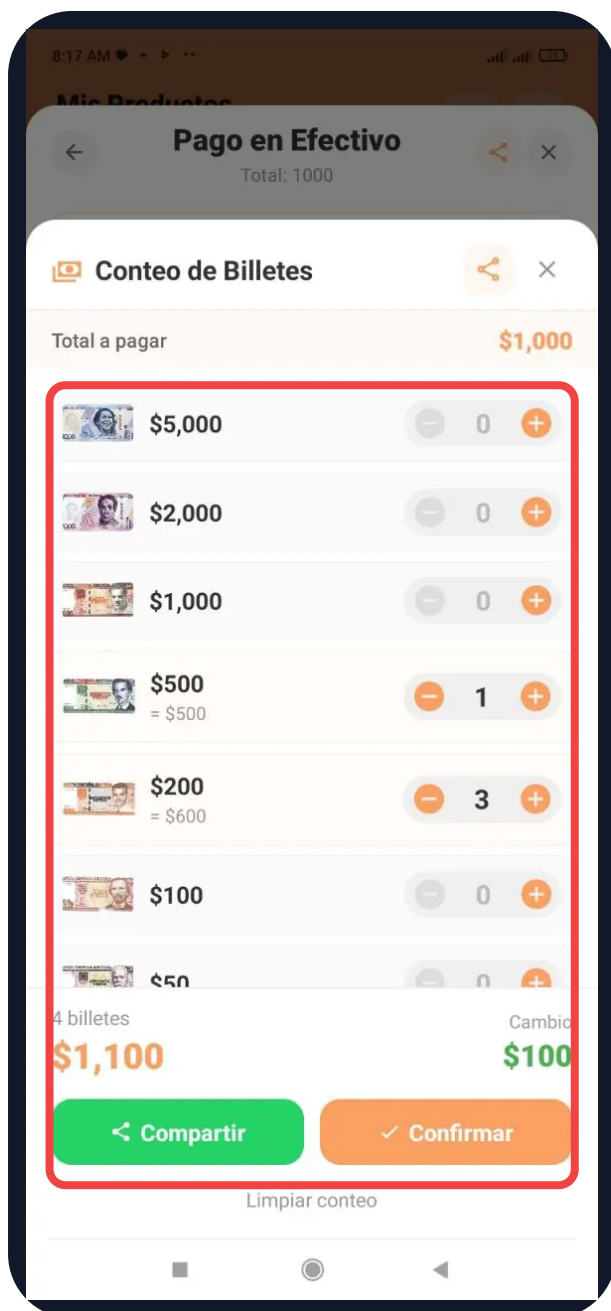 8:17 AM
Mis Productos
Pago en Efectivo
Total: 1000
Conteo de Billetes
Total a pagar $1,000
$5,000 0
$2,000 0
$1,000 0
$500 1
= $500
$200 3
= $600
$100 0
$50 0
4 billetes Cambio
$1,100 $100
Compartir Confirmar
Limpiar conteo